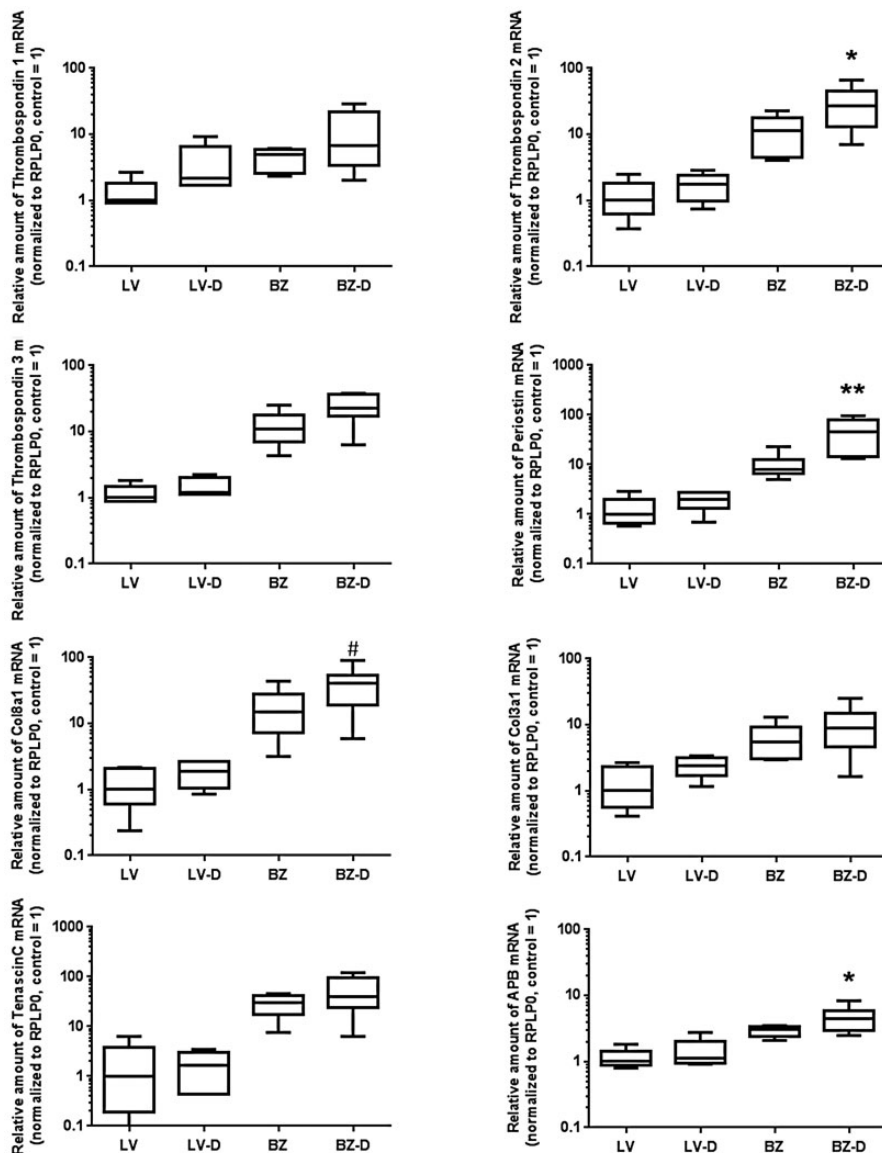 Relative amount of Thrombospondin 1 mRNA
(normalized to RPLP0, control = 1)
100
10
1
0.1
LV LV-D BZ BZ-D
Relative amount of Thrombospondin 2 mRNA
(normalized to RPLP0, control = 1)
100
10
1
0.1
*
LV LV-D BZ BZ-D
Relative amount of Thrombospondin 3 m
(normalized to RPLP0, control = 1)
100
10
1
0.1
LV LV-D BZ BZ-D
Relative amount of Periostin mRNA
(normalized to RPLP0, control = 1)
1000
100
10
1
0.1
**
LV LV-D BZ BZ-D
Relative amount of Col8a1 mRNA
(normalized to RPLP0, control = 1)
100
10
1
0.1
#
LV LV-D BZ BZ-D
Relative amount of Col3a1 mRNA
(normalized to RPLP0, control = 1)
100
10
1
0.1
LV LV-D BZ BZ-D
Relative amount of TenascinC mRNA
(normalized to RPLP0, control = 1)
1000
100
10
1
0.1
LV LV-D BZ BZ-D
Relative amount of APB mRNA
(normalized to RPLP0, control = 1)
100
10
1
0.1
*
LV LV-D BZ BZ-D